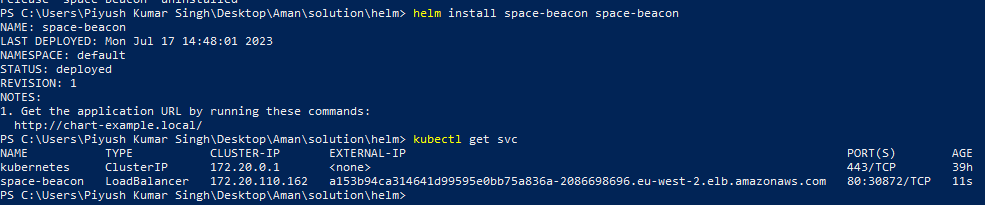 release "space-beacon" uninstalled
PS C:\Users\Piyush Kumar Singh\Desktop\Aman\solution\helm> helm install space-beacon space-beacon
NAME: space-beacon
LAST DEPLOYED: Mon Jul 17 14:48:01 2023
NAMESPACE: default
STATUS: deployed
REVISION: 1
NOTES:
1. Get the application URL by running these commands:
  http://chart-example.local/
PS C:\Users\Piyush Kumar Singh\Desktop\Aman\solution\helm> kubectl get svc
NAME TYPE CLUSTER-IP EXTERNAL-IP PORT(S) AGE
kubernetes ClusterIP 172.20.0.1 <none> 443/TCP 39h
space-beacon LoadBalancer 172.20.110.162 a153b94ca314641d99595e0bb75a836a-2086698696.eu-west-2.elb.amazonaws.com 80:30872/TCP 11s
PS C:\Users\Piyush Kumar Singh\Desktop\Aman\solution\helm>